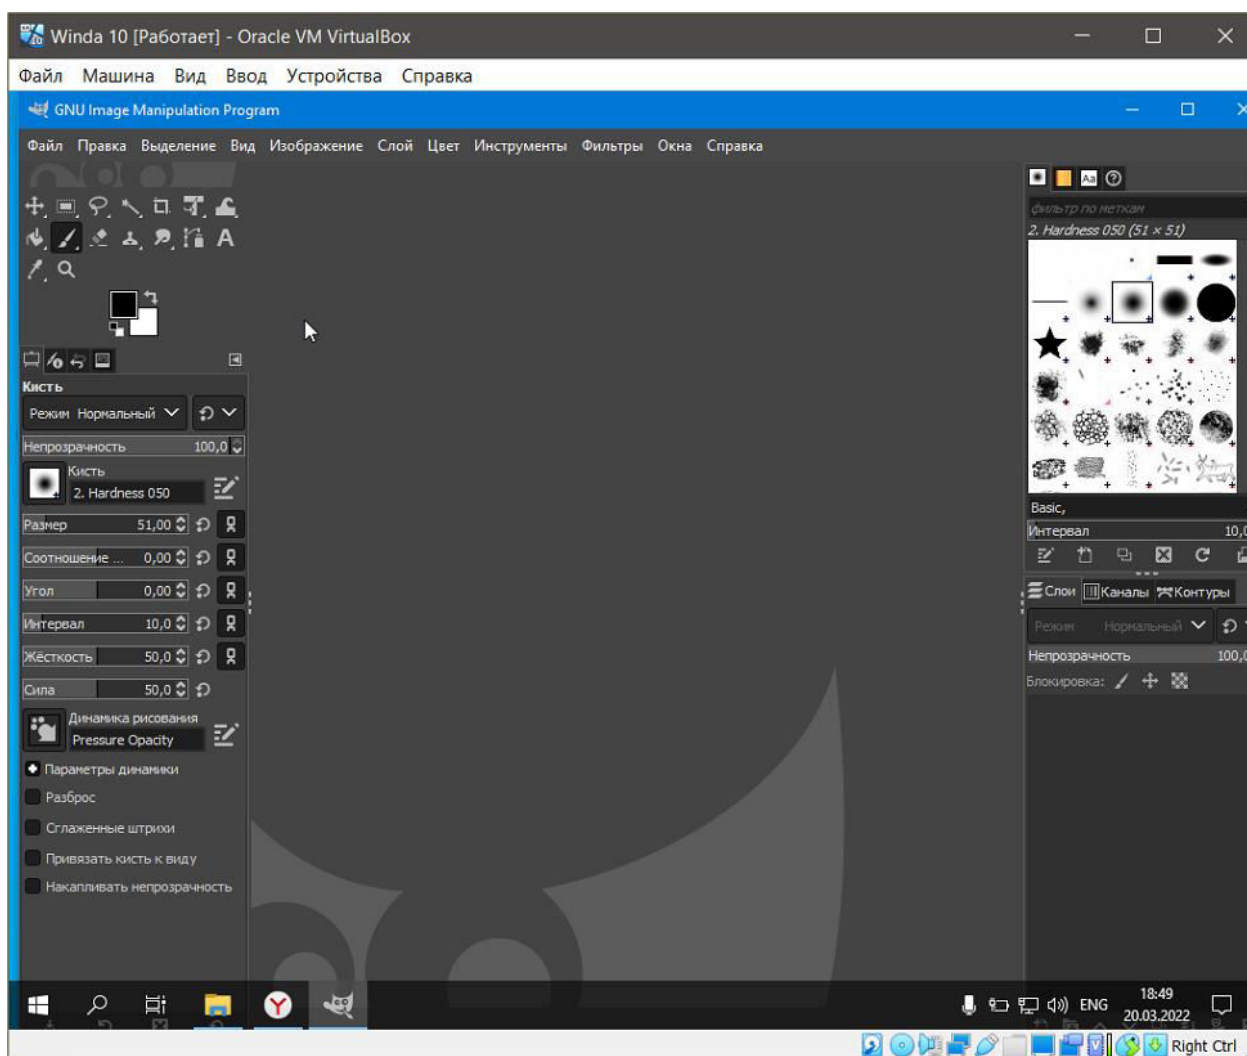 Winda 10 [Работает] - Oracle VM VirtualBox
Файл Машина Вид Ввод Устройства Справка
GNU Image Manipulation Program
Файл Правка Выделение Вид Изображение Слой Цвет Инструменты Фильтры Окна Справка
фильтр по меткам
2. Hardness 050 (51 × 51)
Кисть
Режим Нормальный
Непрозрачность 100,0
Кисть
2. Hardness 050
Размер 51,00
Соотношение ... 0,00
Угол 0,00
Интервал 10,0
Жёсткость 50,0
Сила 50,0
Динамика рисования
Pressure Opacity
Параметры динамики
Разброс
Сглаженные штрихи
Привязать кисть к виду
Накапливать непрозрачность
Basic,
Интервал 10,0
Слои Каналы Контуры
Режим Нормальный
Непрозрачность 100,0
Блокировка:
ENG
18:49
20.03.2022
Right Ctrl